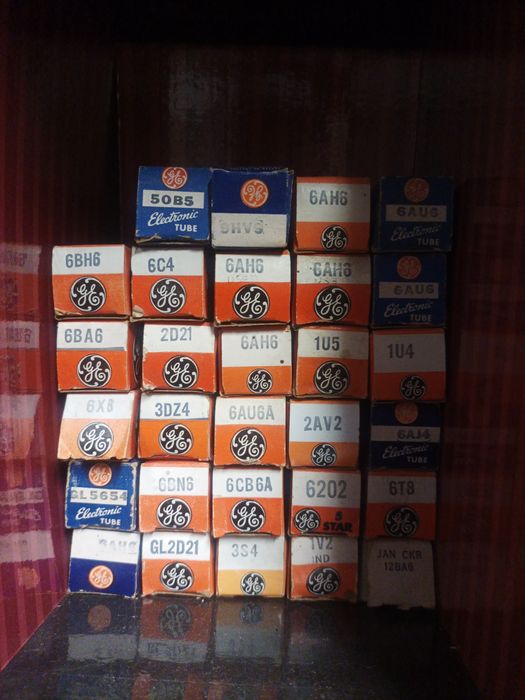 50B5
Electronic
TUBE
6AH6
6AU6
Electronic
TUBE
6BH6
6C4
6AH6
6AH6
6AU6
Electronic
TUBE
6BA6
2D21
6AH6
1U5
1U4
6X8
3DZ4
6AU6A
2AV2
6AJ4
Electronic
TUBE
GL5654
Electronic
TUBE
6BN6
6CB6A
6202
5
STAR
6T8
GL2D21
3S4
1V2
IND
JAN CKR
12BA6